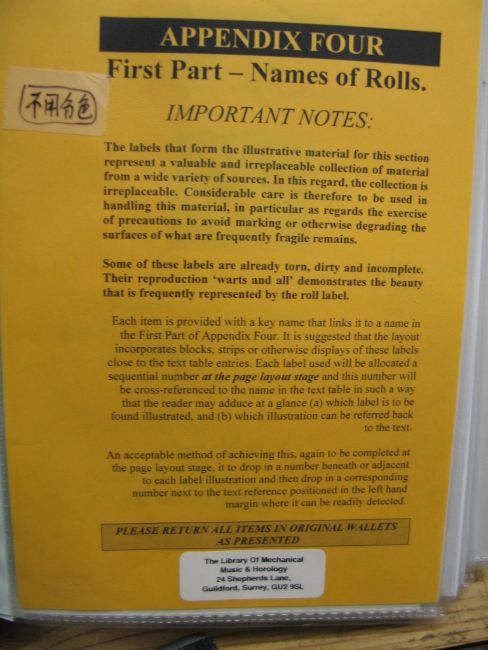 APPENDIX FOUR
First Part – Names of Rolls.
不用分色
IMPORTANT NOTES:
The labels that form the illustrative material for this section
represent a valuable and irreplaceable collection of material
from a wide variety of sources. In this regard, the collection is
irreplaceable. Considerable care is therefore to be used in
handling this material, in particular as regards the exercise
of precautions to avoid marking or otherwise degrading the
surfaces of what are frequently fragile remains.
Some of these labels are already torn, dirty and incomplete.
Their reproduction ‘warts and all’ demonstrates the beauty
that is frequently represented by the roll label.
Each item is provided with a key name that links it to a name in
the First Part of Appendix Four. It is suggested that the layout
incorporates blocks, strips or otherwise displays of these labels
close to the text table entries. Each label used will be allocated a
sequential number at the page layout stage and this number will
be cross-referenced to the name in the text table in such a way
that the reader may adduce at a glance (a) which label is to be
found illustrated, and (b) which illustration can be referred back
to the text.
An acceptable method of achieving this, again to be completed at
the page layout stage, it to drop in a number beneath or adjacent
to each label illustration and then drop in a corresponding
number next to the text reference positioned in the left hand
margin where it can be readily detected.
PLEASE RETURN ALL ITEMS IN ORIGINAL WALLETS
AS PRESENTED
The Library Of Mechanical
Music & Horology
24 Shepherds Lane,
Guildford, Surrey, GU2 9SL